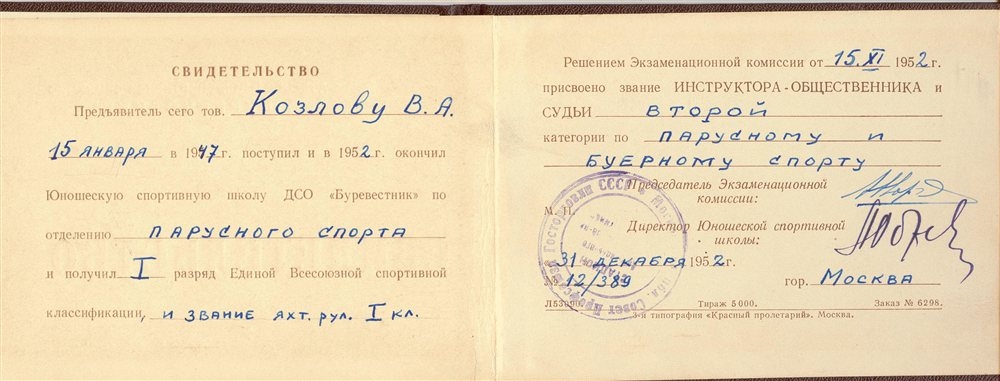 СВИДЕТЕЛЬСТВО
Предъявитель сего тов. Козлову В.А.
15 января в 1947 г. поступил и в 1952 г. окончил
Юношескую спортивную школу ДСО «Буревестник» по
отделению парусного спорта
и получил I разряд Единой Всесоюзной спортивной
классификации, и звание яхт. рул. I кл.
Решением Экзаменационной комиссии от 15.XI 1952 г.
присвоено звание ИНСТРУКТОРА-ОБЩЕСТВЕННИКА и
СУДЬИ второй
категории по парусному и
буерному спорту
Председатель Экзаменационной
комиссии:
М. П.
Директор Юношеской спортивной
школы:
31 декабря 1952 г.
№ 12/389
гор. Москва
Тираж 5000. Заказ № 6298.
3-я типография «Красный пролетарий». Москва.
Госторговли СССР